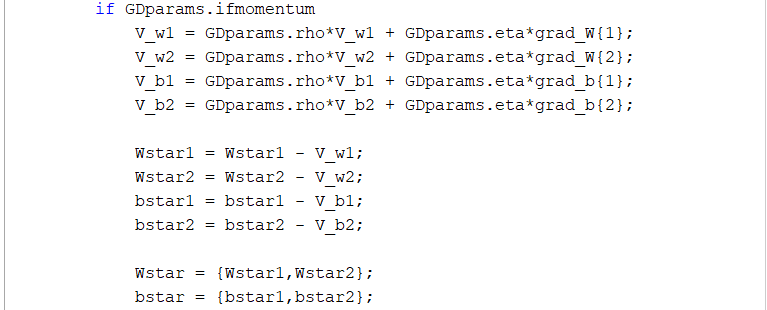 if GDparams.ifmomentum
V_w1 = GDparams.rho*V_w1 + GDparams.eta*grad_W{1};
V_w2 = GDparams.rho*V_w2 + GDparams.eta*grad_W{2};
V_b1 = GDparams.rho*V_b1 + GDparams.eta*grad_b{1};
V_b2 = GDparams.rho*V_b2 + GDparams.eta*grad_b{2};
Wstar1 = Wstar1 - V_w1;
Wstar2 = Wstar2 - V_w2;
bstar1 = bstar1 - V_b1;
bstar2 = bstar2 - V_b2;
Wstar = {Wstar1,Wstar2};
bstar = {bstar1,bstar2};